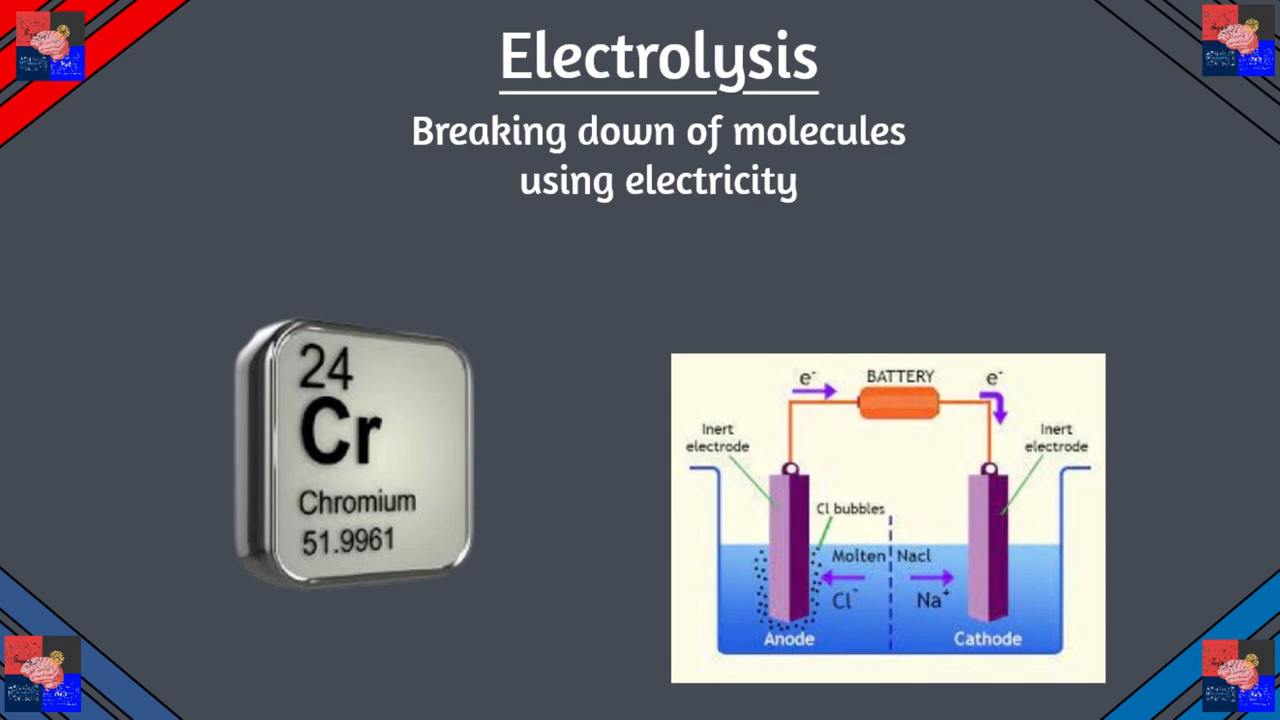 Electrolysis
Breaking down of molecules
using electricity
24
Cr
Chromium
51.9961
e- BATTERY e-
Inert
electrode
Inert
electrode
Cl bubbles
Molten Nacl
Cl- Na+
Anode Cathode